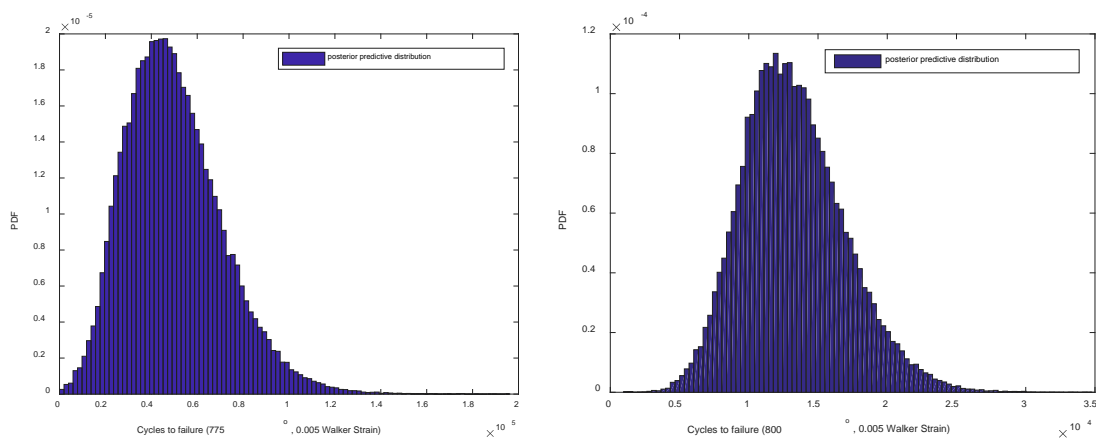 × 10 -5
2
1.8
1.6
1.4
1.2
1
0.8
0.6
0.4
0.2
0
PDF
posterior predictive distribution
0 0.2 0.4 0.6 0.8 1 1.2 1.4 1.6 1.8 2
Cycles to failure (775 o , 0.005 Walker Strain) × 10 5
× 10 -4
1.2
1
0.8
0.6
0.4
0.2
0
PDF
posterior predictive distribution
0 0.5 1 1.5 2 2.5 3 3.5
Cycles to failure (800 o , 0.005 Walker Strain) × 10 4